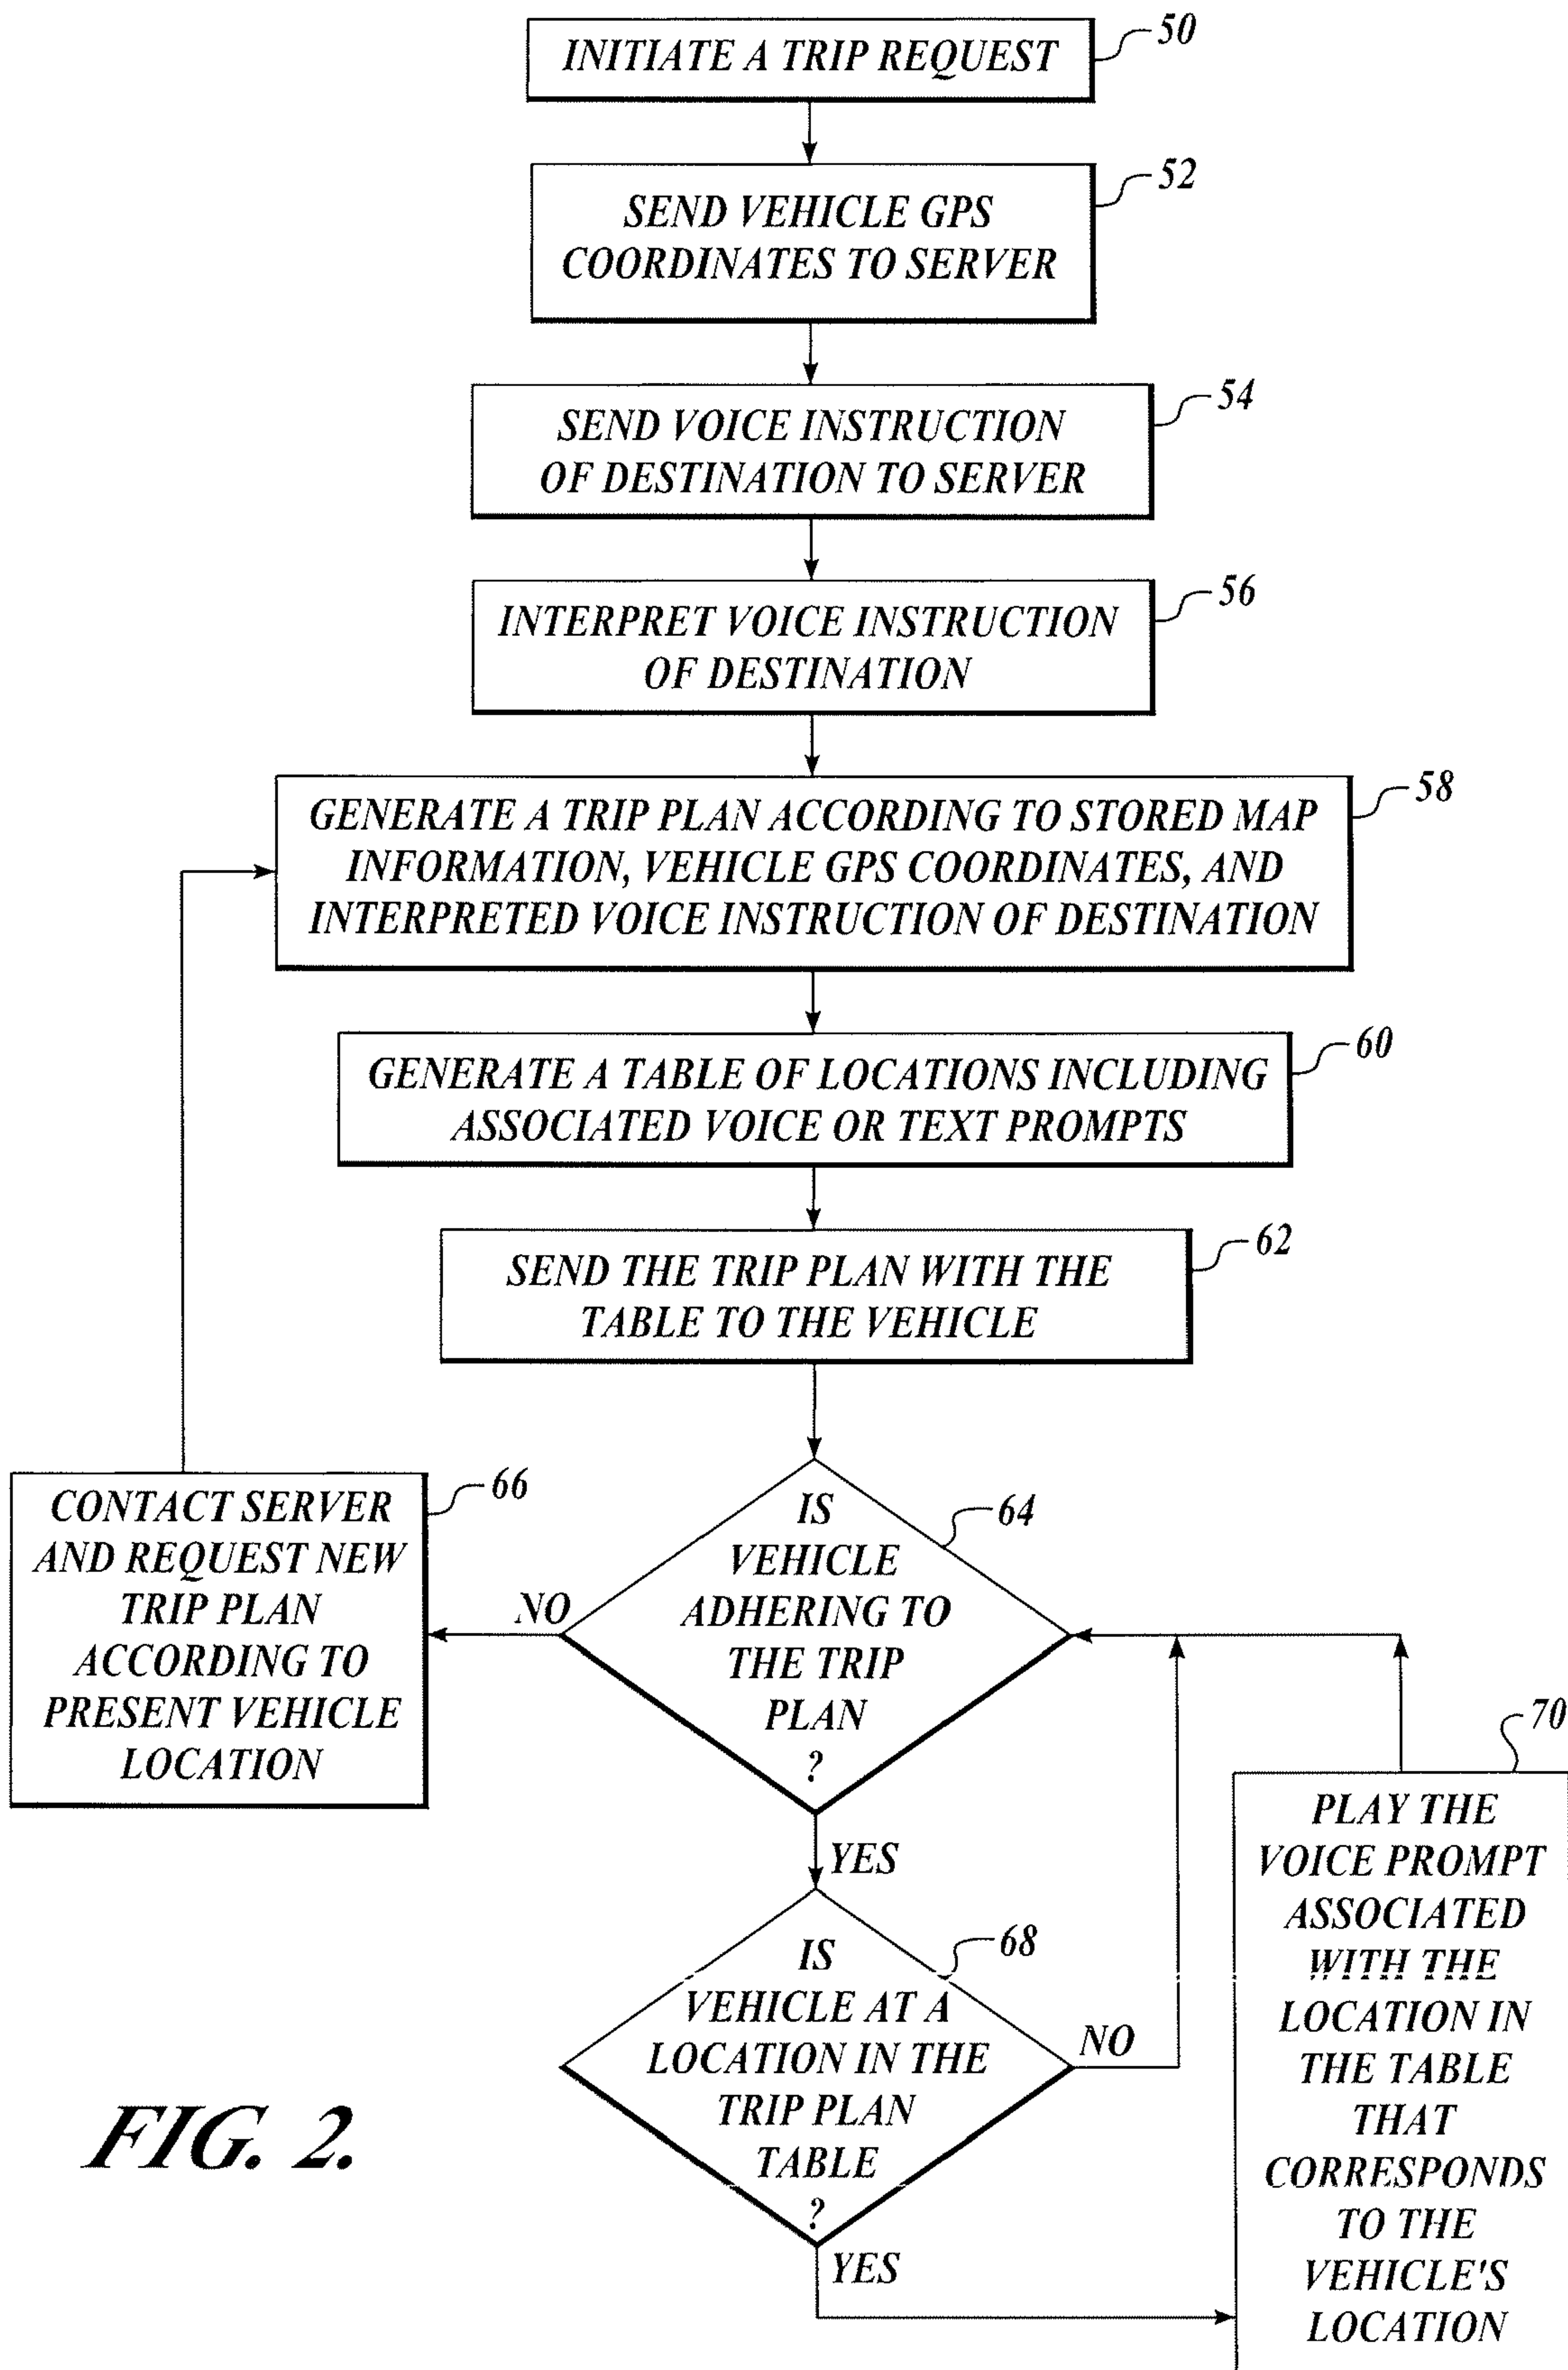 INITIATE A TRIP REQUEST
50
SEND VEHICLE GPS
COORDINATES TO SERVER
52
SEND VOICE INSTRUCTION
OF DESTINATION TO SERVER
54
INTERPRET VOICE INSTRUCTION
OF DESTINATION
56
GENERATE A TRIP PLAN ACCORDING TO STORED MAP
INFORMATION, VEHICLE GPS COORDINATES, AND
INTERPRETED VOICE INSTRUCTION OF DESTINATION
58
GENERATE A TABLE OF LOCATIONS INCLUDING
ASSOCIATED VOICE OR TEXT PROMPTS
60
SEND THE TRIP PLAN WITH THE
TABLE TO THE VEHICLE
62
IS
VEHICLE
ADHERING TO
THE TRIP
PLAN
?
64
NO
CONTACT SERVER
AND REQUEST NEW
TRIP PLAN
ACCORDING TO
PRESENT VEHICLE
LOCATION
66
YES
IS
VEHICLE AT A
LOCATION IN THE
TRIP PLAN
TABLE
?
68
NO
YES
PLAY THE
VOICE PROMPT
ASSOCIATED
WITH THE
LOCATION IN
THE TABLE
THAT
CORRESPONDS
TO THE
VEHICLE'S
LOCATION
70
FIG. 2.